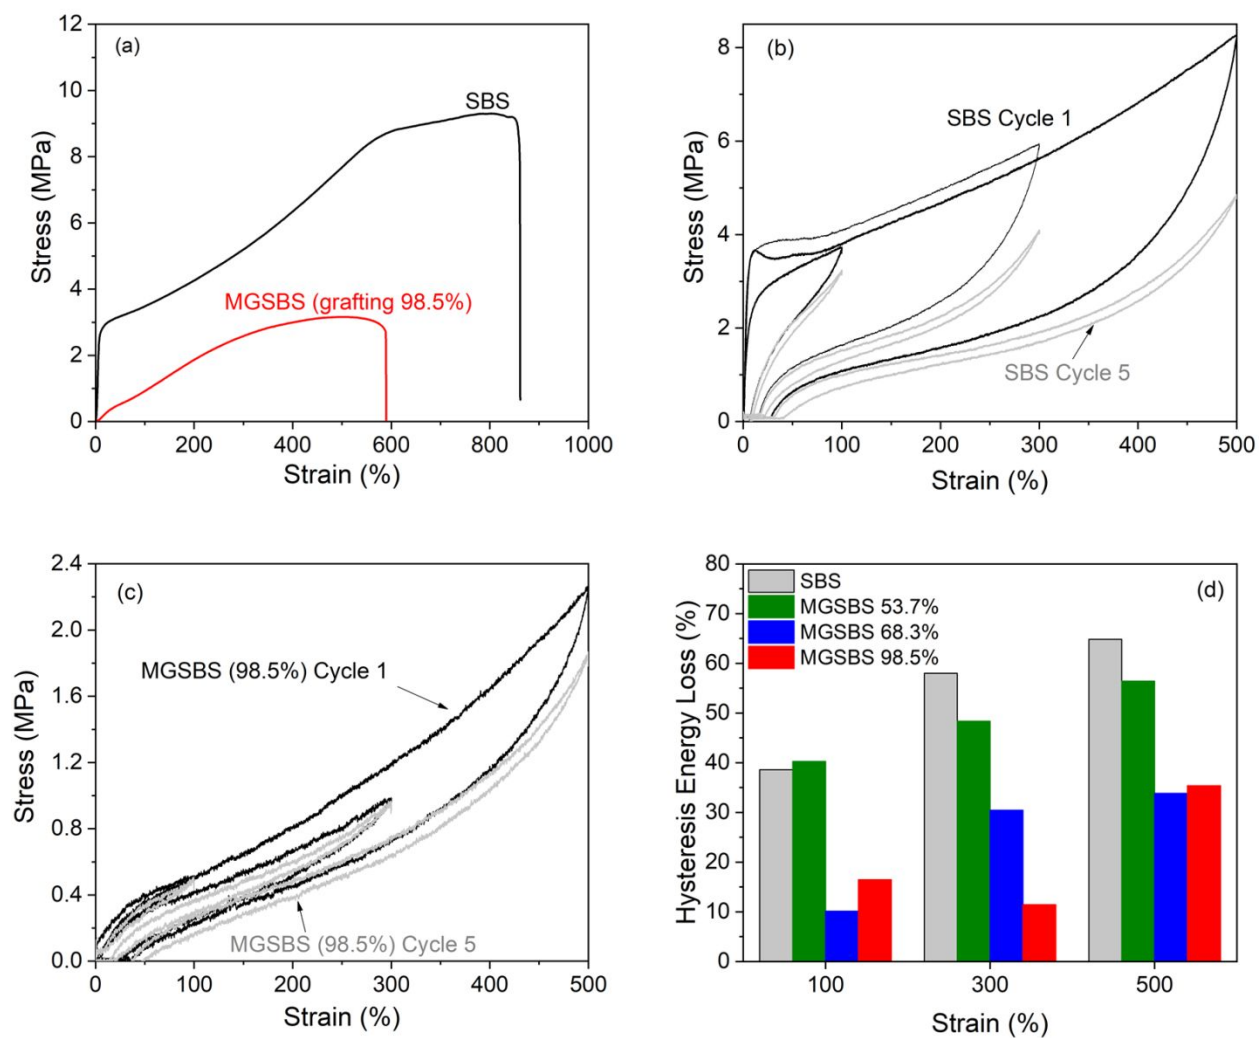 (a)
12
10
8
6
4
2
0
Stress (MPa)
SBS
MGSBS (grafting 98.5%)
0 200 400 600 800 1000
Strain (%)
(b)
8
6
4
2
0
Stress (MPa)
SBS Cycle 1
SBS Cycle 5
0 100 200 300 400 500
Strain (%)
(c)
2.4
2.0
1.6
1.2
0.8
0.4
0.0
Stress (MPa)
MGSBS (98.5%) Cycle 1
MGSBS (98.5%) Cycle 5
0 100 200 300 400 500
Strain (%)
(d)
80
70
60
50
40
30
20
10
0
Hysteresis Energy Loss (%)
SBS
MGSBS 53.7%
MGSBS 68.3%
MGSBS 98.5%
100 300 500
Strain (%)